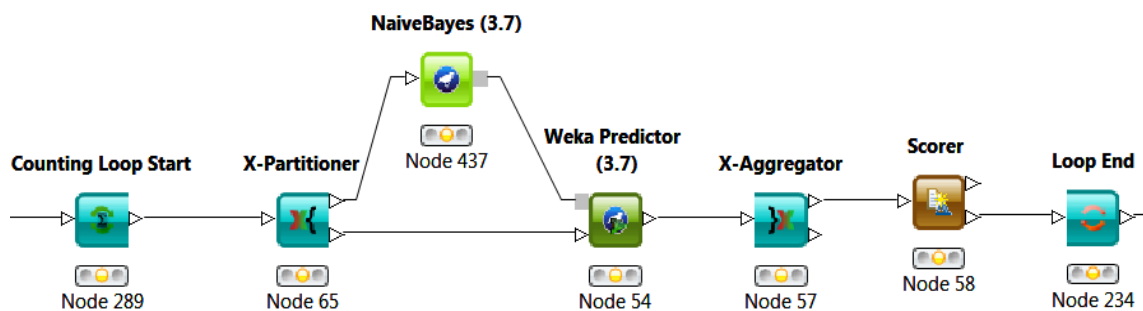 NaiveBayes (3.7)
Node 437
Counting Loop Start
Node 289
X-Partitioner
Node 65
Weka Predictor
(3.7)
Node 54
X-Aggregator
Node 57
Scorer
Node 58
Loop End
Node 234